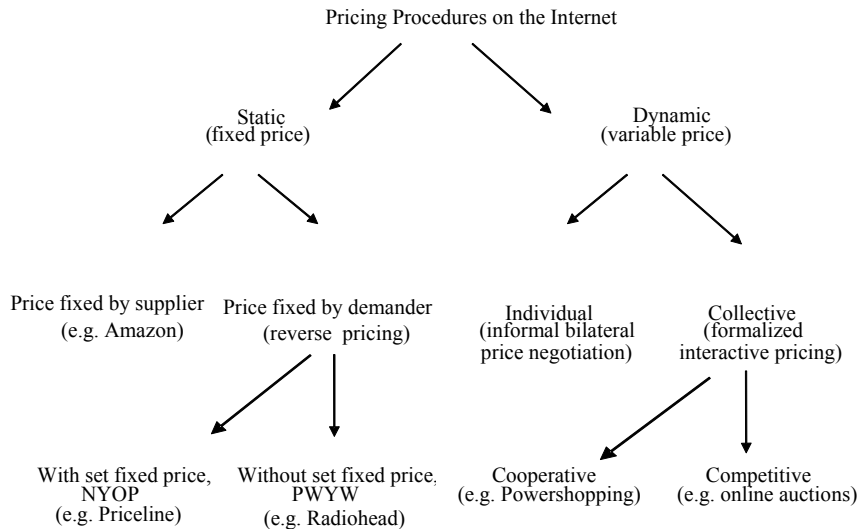 Pricing Procedures on the Internet
Static
(fixed price)
Dynamic
(variable price)
Price fixed by supplier
(e.g. Amazon)
Price fixed by demander
(reverse pricing)
Individual
(informal bilateral
price negotiation)
Collective
(formalized
interactive pricing)
With set fixed price,
NYOP
(e.g. Priceline)
Without set fixed price,
PWYW
(e.g. Radiohead)
Cooperative
(e.g. Powershopping)
Competitive
(e.g. online auctions)